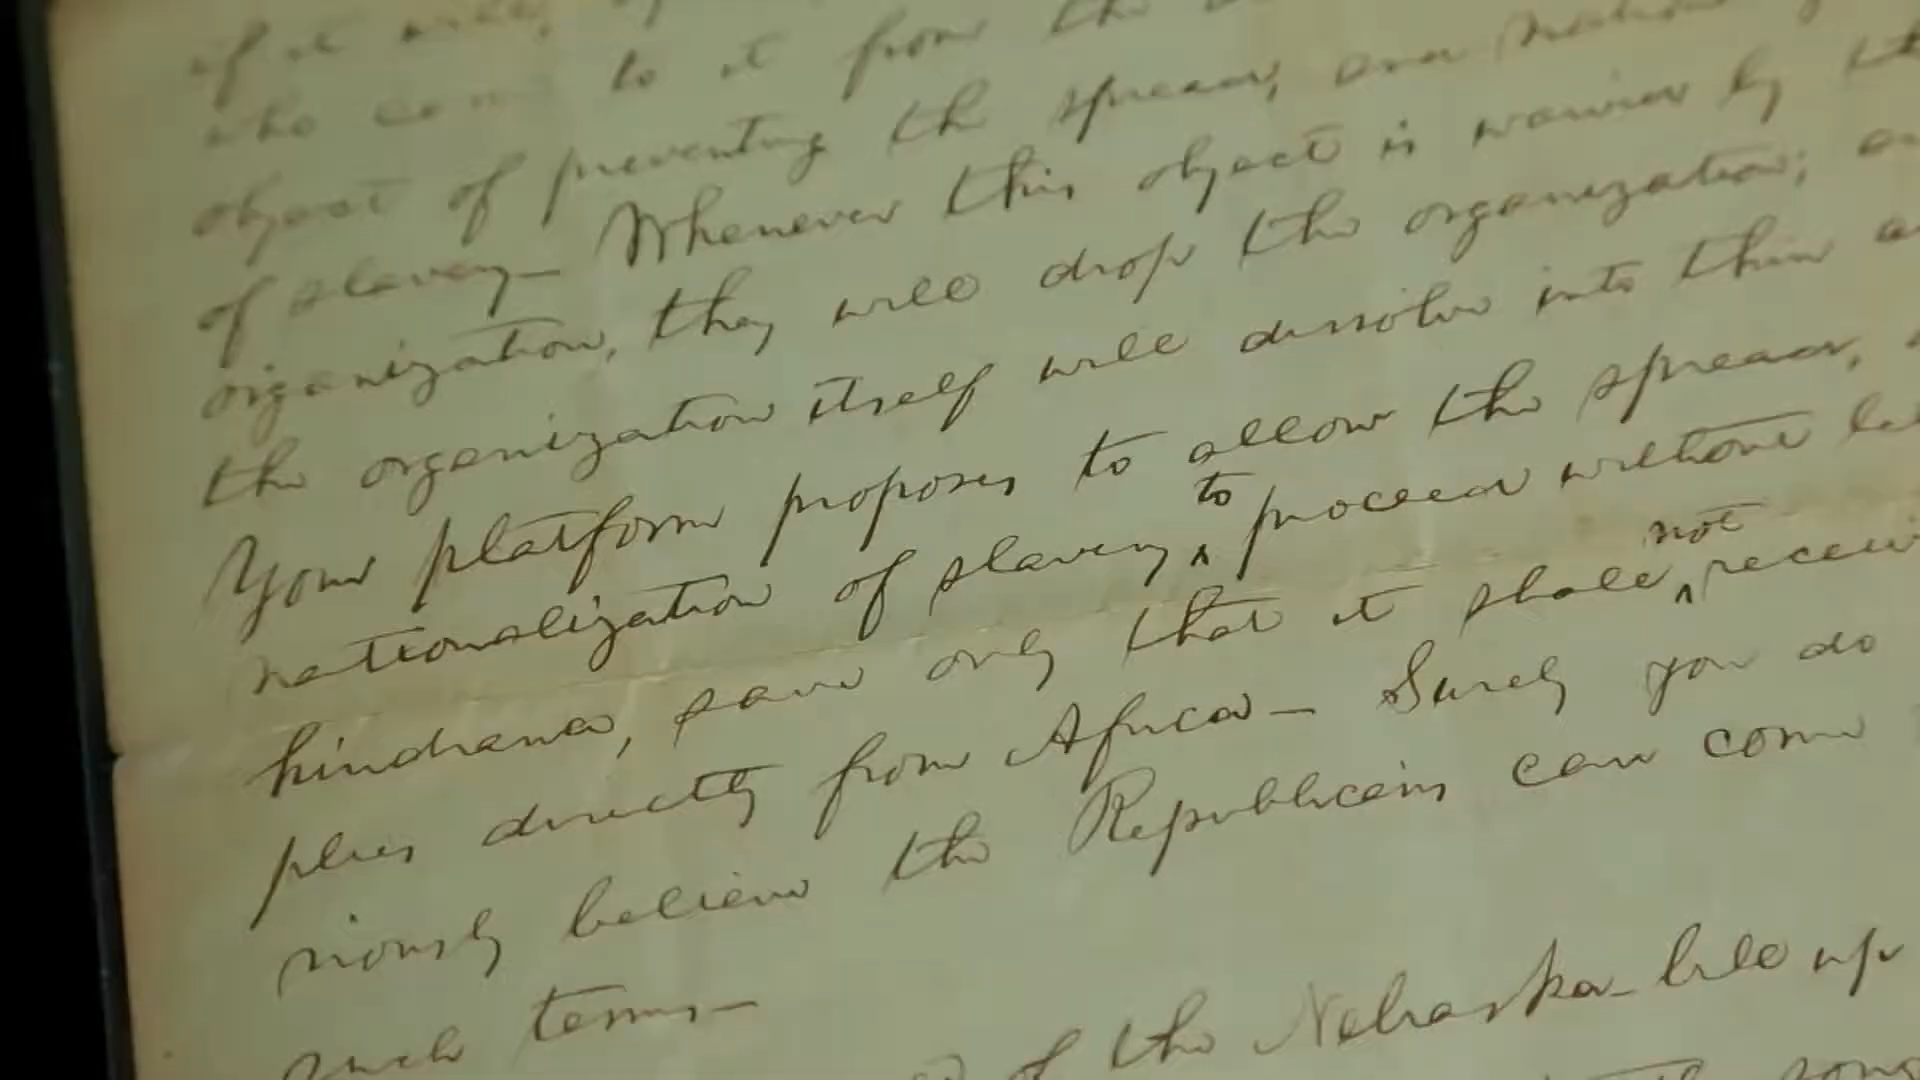 if it will,
who come to it from the
object of preventing the spread, and nation
of slavery— Whenever this object is waived by the
organization, they will drop the organization; and
the organization itself will dissolve into thin air
Your platform proposes to allow the spread,
nationalization of slavery ^to proceed without let
hindrance, save only that it shall ^not receive
plies directly from Africa— Surely you do
riously believe the Republicans can come
such terms—
of the Nebraska-bill up